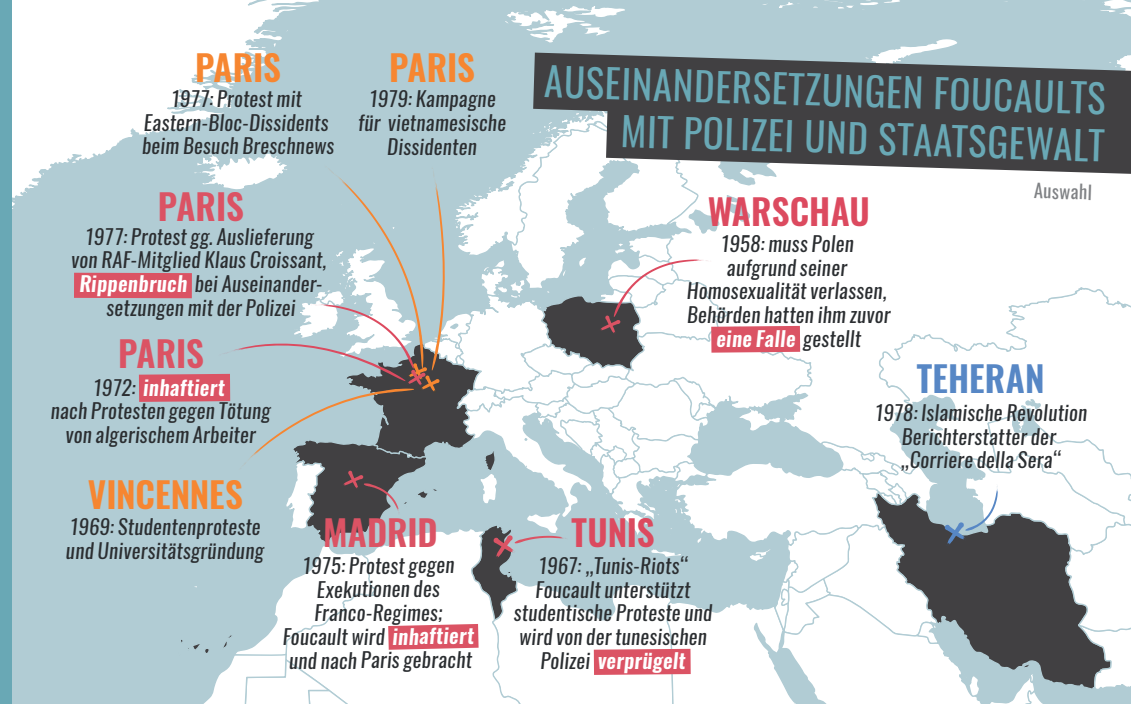 AUSEINANDERSETZUNGEN FOUCAULTS
MIT POLIZEI UND STAATSGEWALT
Auswahl
PARIS
1977: Protest mit
Eastern-Bloc-Dissidents
beim Besuch Breschnews
PARIS
1979: Kampagne
für vietnamesische
Dissidenten
PARIS
1977: Protest gg. Auslieferung
von RAF-Mitglied Klaus Croissant,
Rippenbruch bei Auseinander-
setzungen mit der Polizei
WARSCHAU
1958: muss Polen
aufgrund seiner
Homosexualität verlassen,
Behörden hatten ihm zuvor
eine Falle gestellt
PARIS
1972: inhaftiert
nach Protesten gegen Tötung
von algerischem Arbeiter
TEHERAN
1978: Islamische Revolution
Berichterstatter der
„Corriere della Sera“
VINCENNES
1969: Studentenproteste
und Universitätsgründung
MADRID
1975: Protest gegen
Exekutionen des
Franco-Regimes;
Foucault wird inhaftiert
und nach Paris gebracht
TUNIS
1967: „Tunis-Riots“
Foucault unterstützt
studentische Proteste und
wird von der tunesischen
Polizei verprügelt